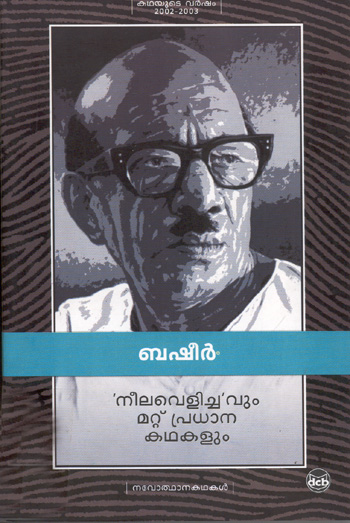 കഥയുടെ വർഷം
2002-2003
ബഷീർ®
'നീലവെളിച്ച'വും
മറ്റ് പ്രധാന
കഥകളും
നവോത്ഥാനകഥകൾ
dcb